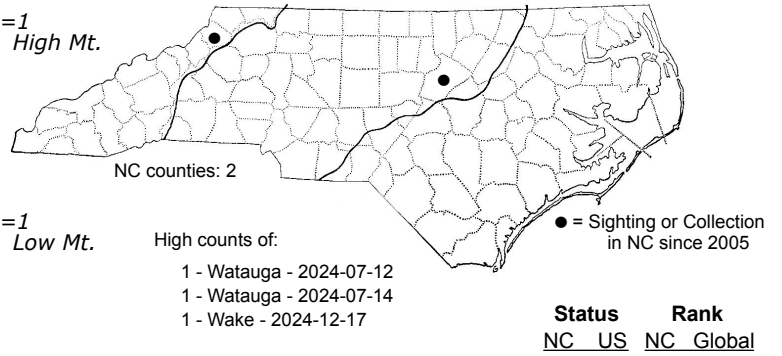 =1
High Mt.
NC counties: 2
=1
Low Mt.
High counts of:
1 - Watauga - 2024-07-12
1 - Watauga - 2024-07-14
1 - Wake - 2024-12-17
● = Sighting or Collection
in NC since 2005
Status Rank
NC US NC Global